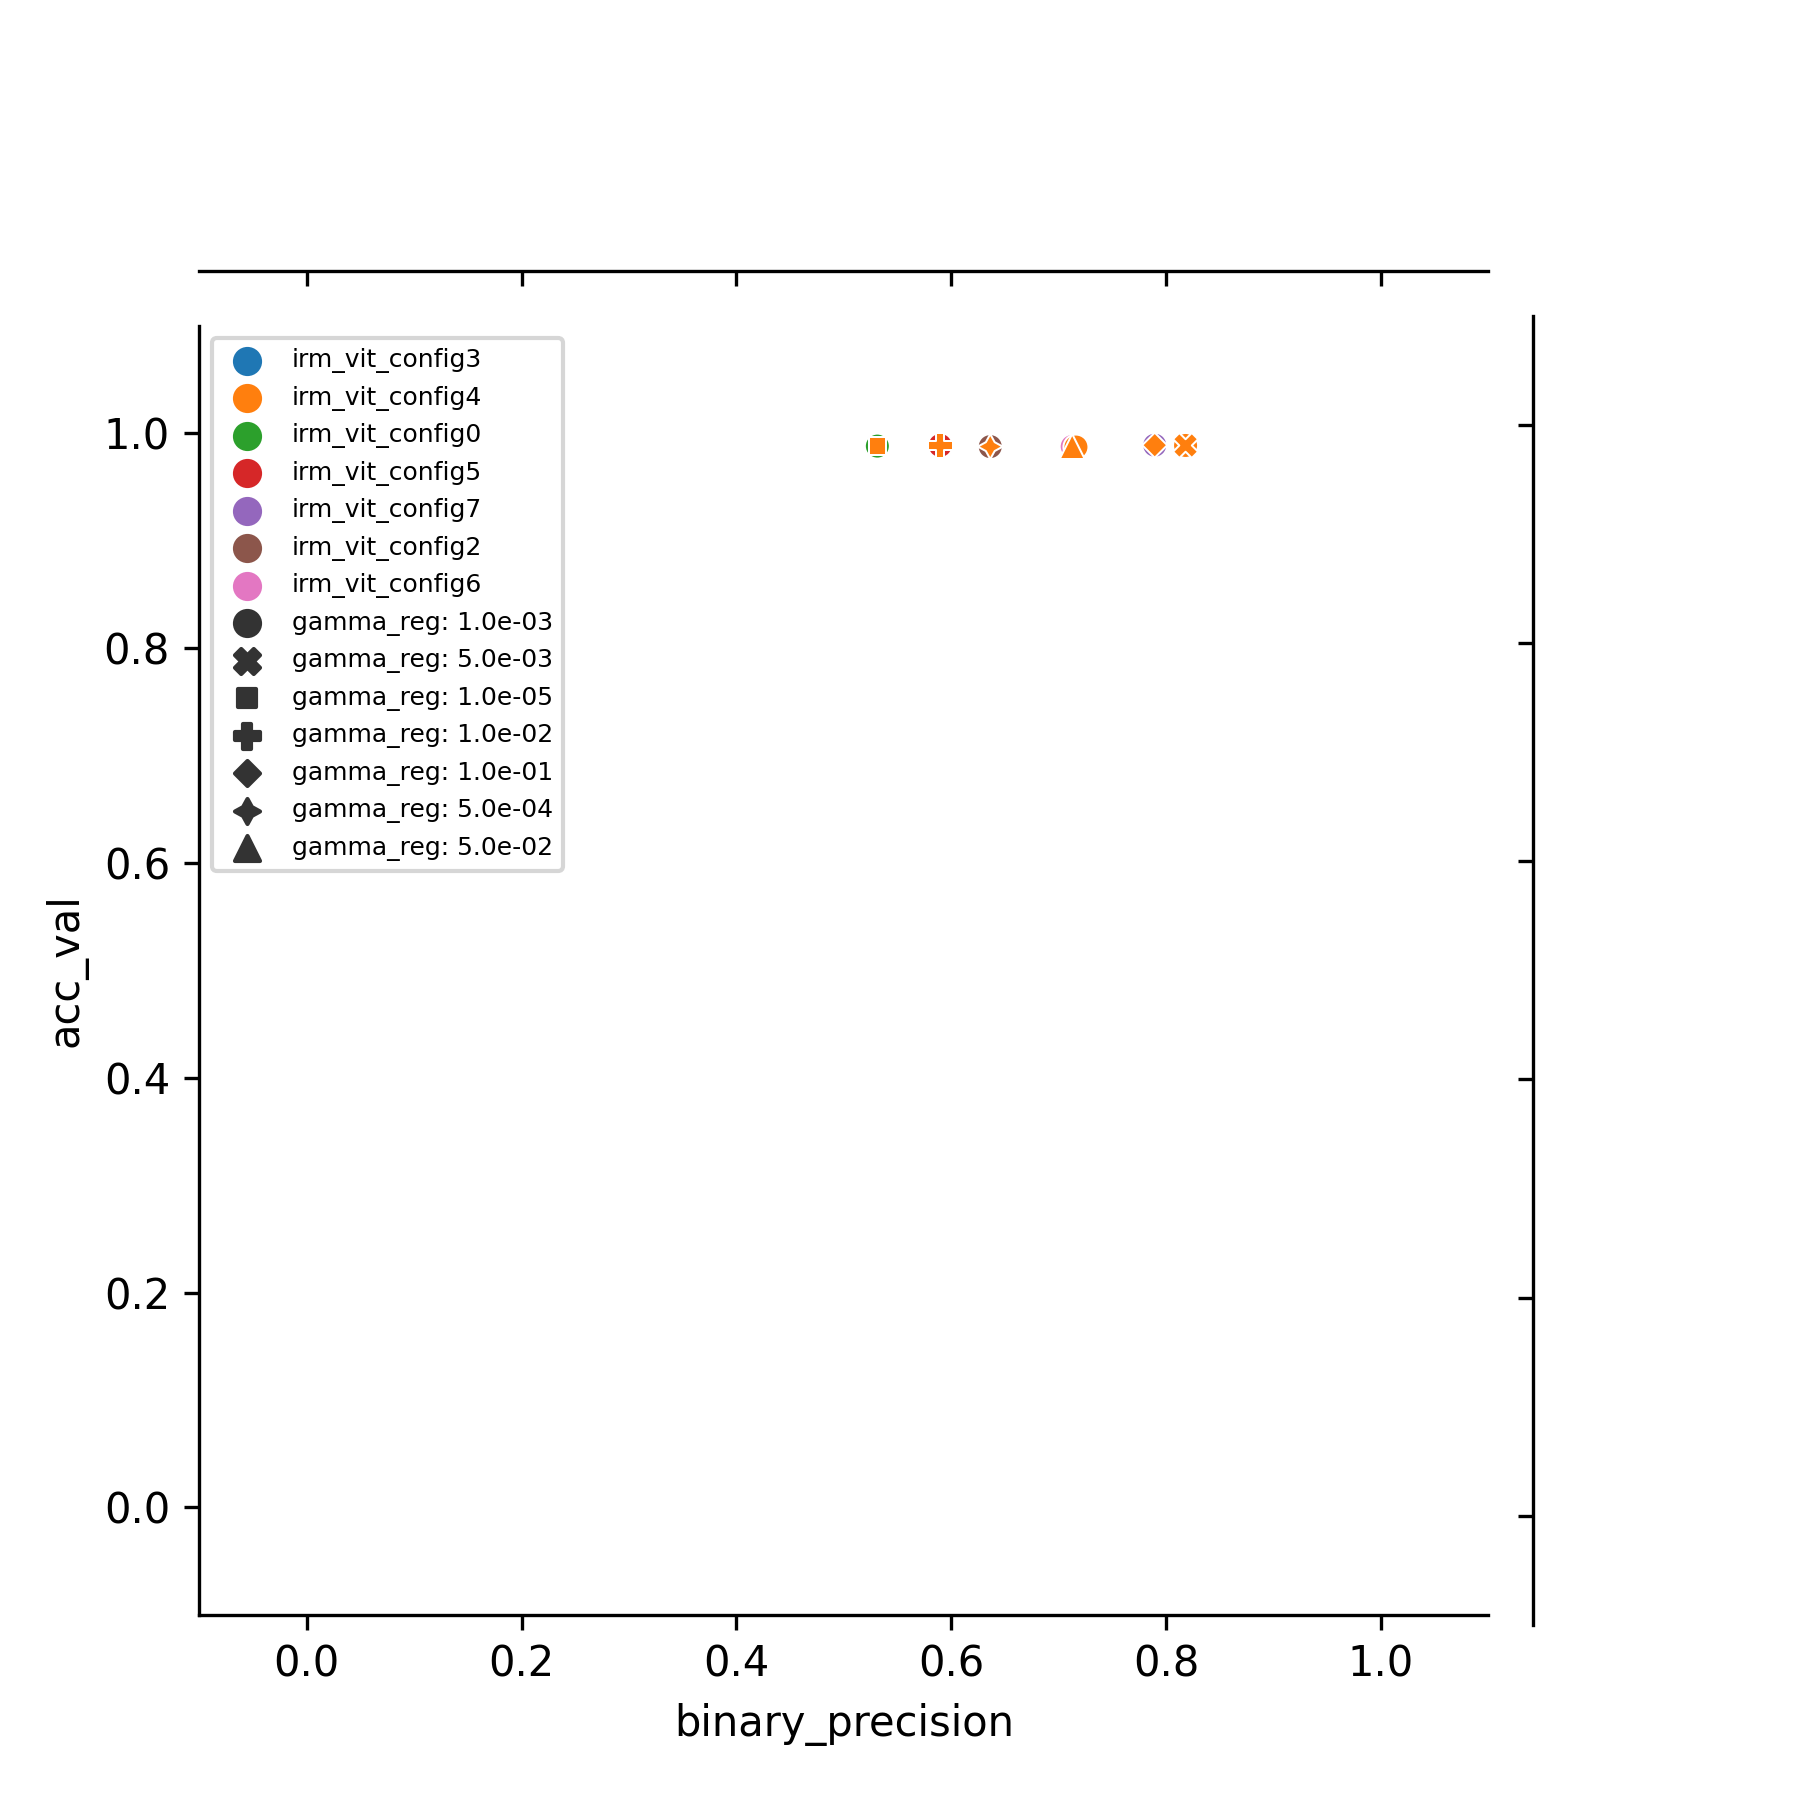 irm_vit_config3
irm_vit_config4
irm_vit_config0
irm_vit_config5
irm_vit_config7
irm_vit_config2
irm_vit_config6
gamma_reg: 1.0e-03
gamma_reg: 5.0e-03
gamma_reg: 1.0e-05
gamma_reg: 1.0e-02
gamma_reg: 1.0e-01
gamma_reg: 5.0e-04
gamma_reg: 5.0e-02
1.0
0.8
0.6
0.4
0.2
0.0
acc_val
0.0 0.2 0.4 0.6 0.8 1.0
binary_precision